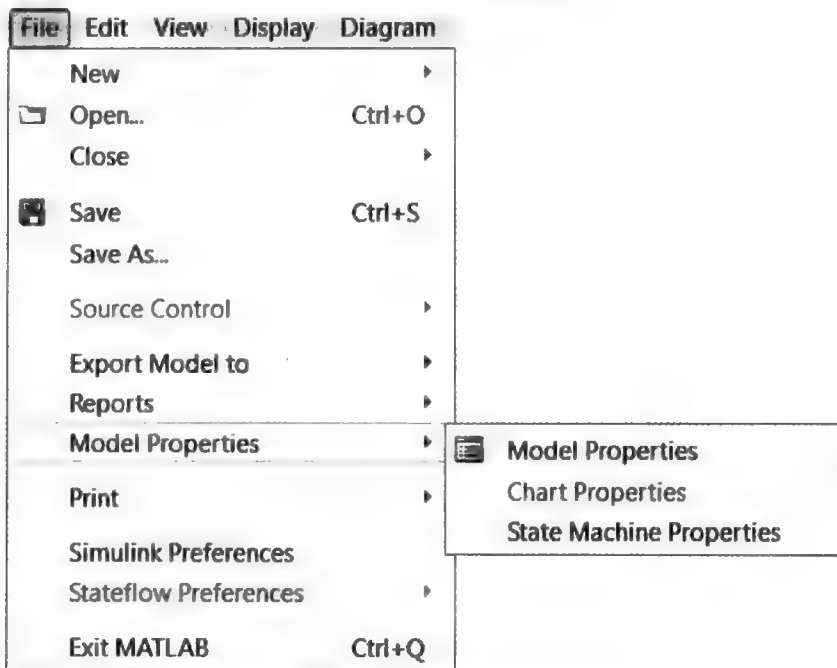 File Edit View Display Diagram
New
Open... Ctrl+O
Close
Save Ctrl+S
Save As...
Source Control
Export Model to
Reports
Model Properties
Model Properties
Chart Properties
State Machine Properties
Print
Simulink Preferences
Stateflow Preferences
Exit MATLAB Ctrl+Q